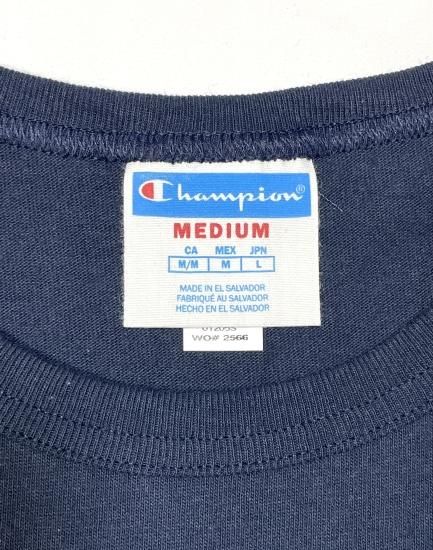 Champion®
MEDIUM
CA MEX JPN
M/M M L
MADE IN EL SALVADOR
FABRIQUÉ AU SALVADOR
HECHO EN EL SALVADOR
WO# 2566